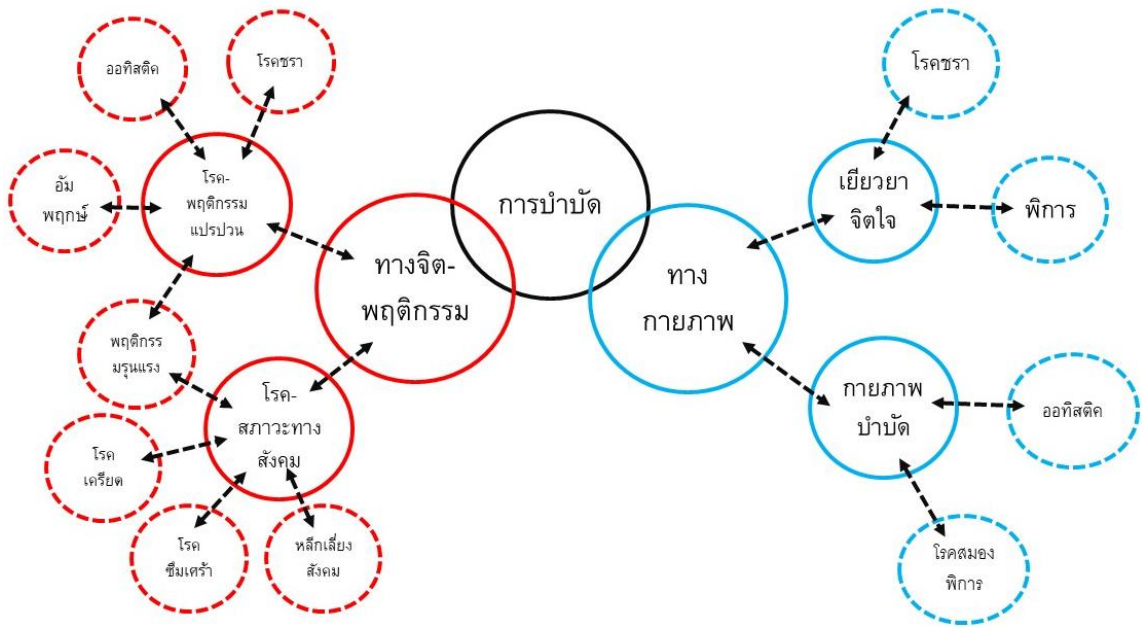 ออทิสติค
โรคชรา
อัม
พฤกษ์
โรค-
พฤติกรรม
แปรปวน
พฤติกรร
มรุนแรง
โรค
เครียด
โรค-
สภาวะทาง
สังคม
โรค
ซึมเศร้า
หลีกเลี่ยง
สังคม
ทางจิต-
พฤติกรรม
การบำบัด
ทาง
กายภาพ
เยียวยา
จิตใจ
โรคชรา
พิการ
กายภาพ
บำบัด
ออทิสติค
โรคสมอง
พิการ